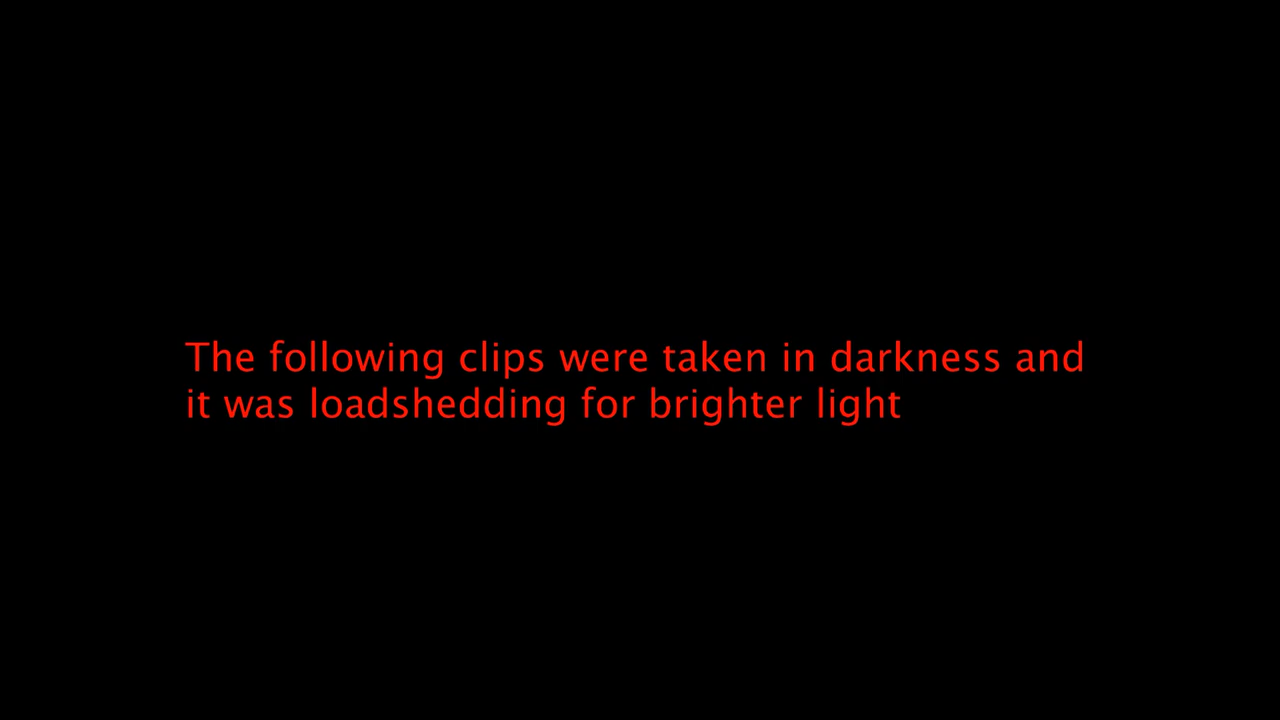 The following clips were taken in darkness and
it was loadshedding for brighter light